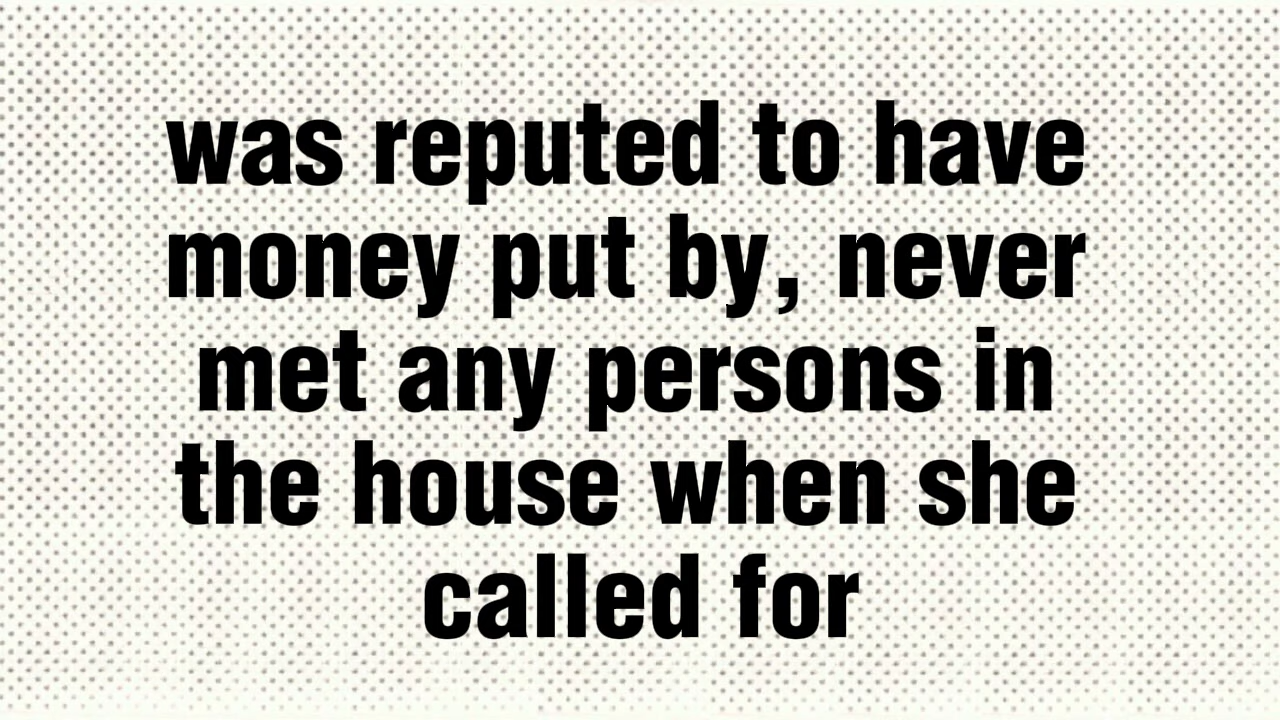 was reputed to have
money put by, never
met any persons in
the house when she
called for